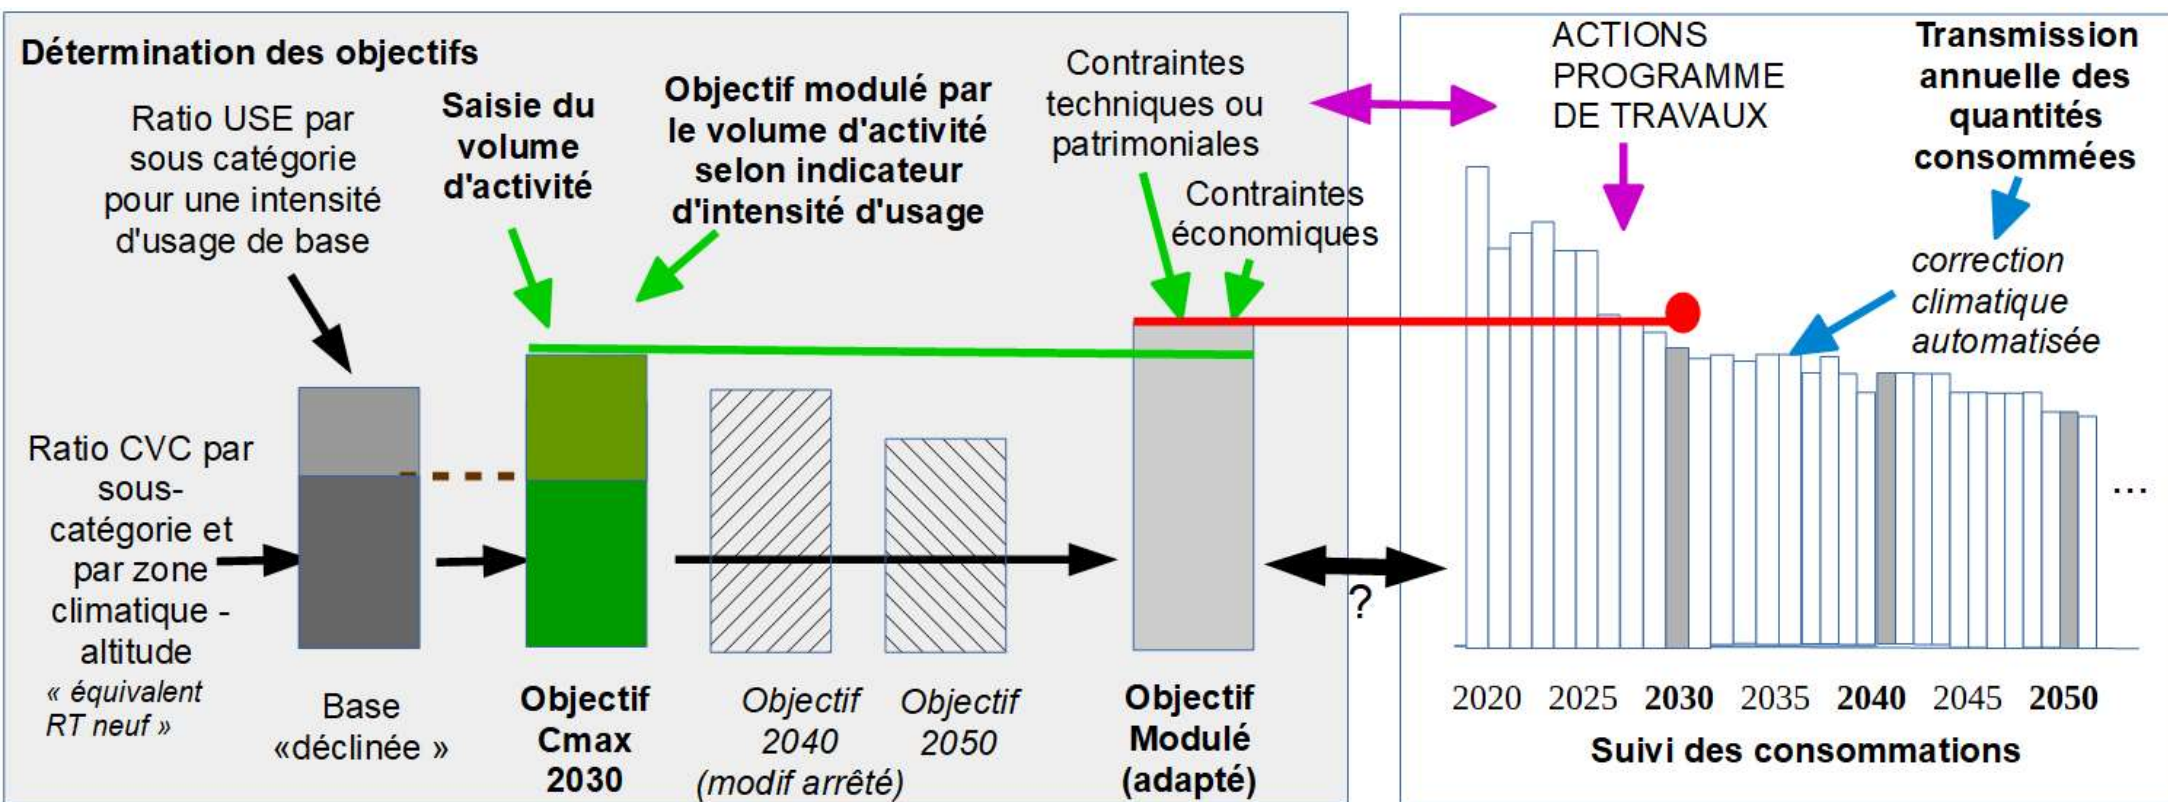 Détermination des objectifs
Ratio USE par
sous catégorie
pour une intensité
d'usage de base
Saisie du
volume
d'activité
Objectif modulé par
le volume d'activité
selon indicateur
d'intensité d'usage
Contraintes
techniques ou
patrimoniales
Contraintes
économiques
Ratio CVC par
sous-
catégorie et
par zone
climatique -
altitude
« équivalent
RT neuf »
Base
«déclinée »
Objectif
Cmax
2030
Objectif
2040
(modif arrêté)
Objectif
2050
Objectif
Modulé
(adapté)
?
ACTIONS
PROGRAMME
DE TRAVAUX
Transmission
annuelle des
quantités
consommées
correction
climatique
automatisée
...
2020 2025 2030 2035 2040 2045 2050
Suivi des consommations